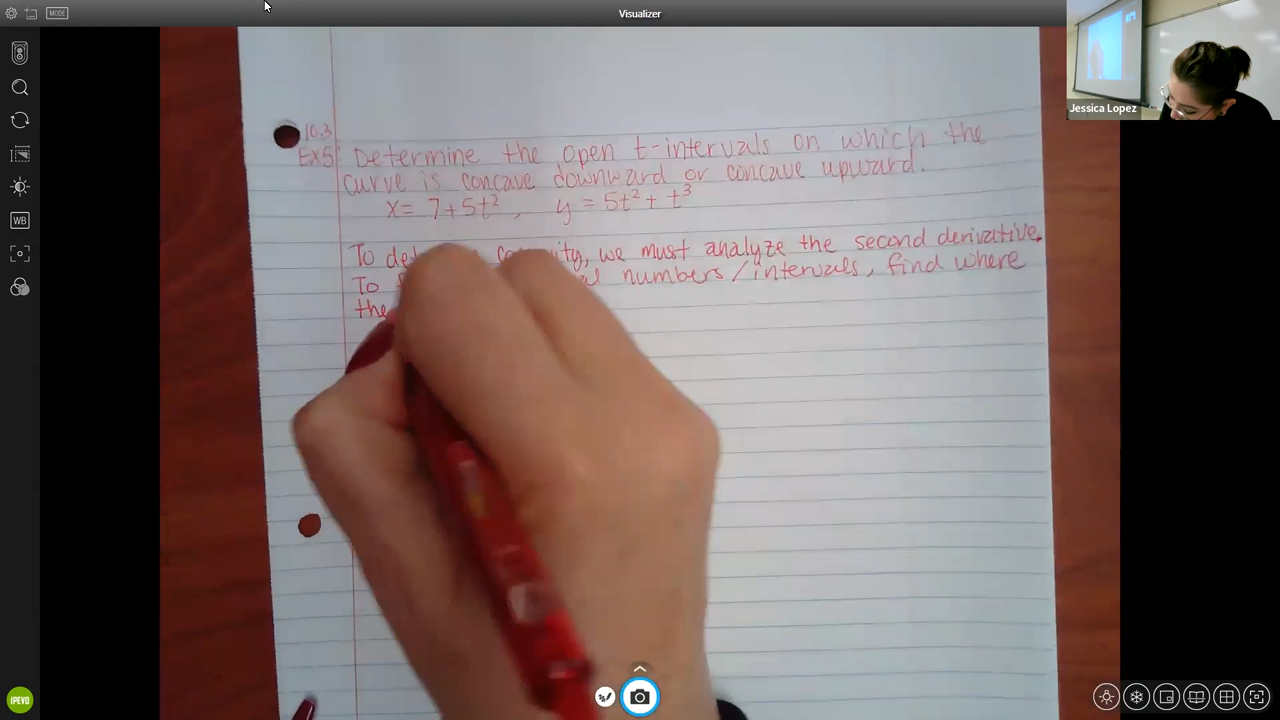 MODE
Visualizer
Jessica Lopez
WB
10.3
Ex5 Determine the open t-intervals on which the
curve is concave downward or concave upward.
x = 7+5t², y = 5t² + t³
To we must analyze the second derivative.
To numbers/intervals, find where
the
IPEVO